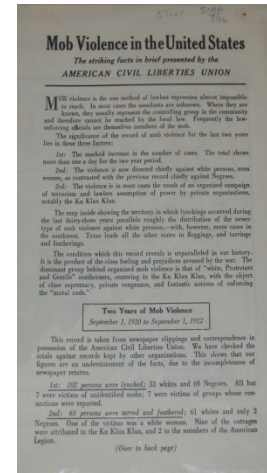 Mob Violence in the United States
The striking facts in brief presented by the
AMERICAN CIVIL LIBERTIES UNION
MOB violence is the one method of lawless repression almost impossible
to reach. In most cases the assailants are unknown. Where they are
known, they usually represent the controlling group in the community
and therefore cannot be reached by the local law. Frequently the law-
enforcing officials are themselves members of the mob.
The significance of the record of mob violence for the last two years
lies in these three factors:
1st: The marked increase in the number of cases. The total shows
more than one a day for the two year period.
2nd: The violence is now directed chiefly against white persons, even
women, as contrasted with the previous record chiefly against Negroes.
3rd: The violence is in most cases the result of an organized campaign
of terrorism and lawless assumption of power by private organizations,
notably the Ku Klux Klan.
The map inside showing the territory in which lynchings occurred during
the last thirty-three years parallels roughly the distribution of the newer
type of mob violence against white persons,—with, however, more cases in
the southwest. Texas leads all the other states in floggings, and tarrings
and featherings.
The condition which this record reveals is unparalleled in our history.
It is the product of the class feeling and prejudices aroused by the war. The
dominant group behind organized mob violence is that of "white, Protestant
and Gentile" southerners, centering in the Ku Klux Klan, with the object
of class supremacy, private vengeance, and fantastic notions of enforcing
the "moral code."
Two Years of Mob Violence
September 1, 1920 to September 1, 1922
This record is taken from newspaper clippings and correspondence in
possession of the American Civil Liberties Union. We have checked the
totals against records kept by other organizations. This shows that our
figures are an understatement of the facts, due to the incompleteness of
newspaper returns.
1st: 102 persons were lynched; 33 whites and 69 Negroes. All but
7 were victims of unidentified mobs; 7 were victims of groups whose con-
nections were reported.
2nd: 63 persons were tarred and feathered; 61 whites and only 2
Negroes. One of the victims was a white woman. Nine of the outrages
were attributed to the Ku Klux Klan, and 2 to the members of the American
Legion.
(Over to back page)